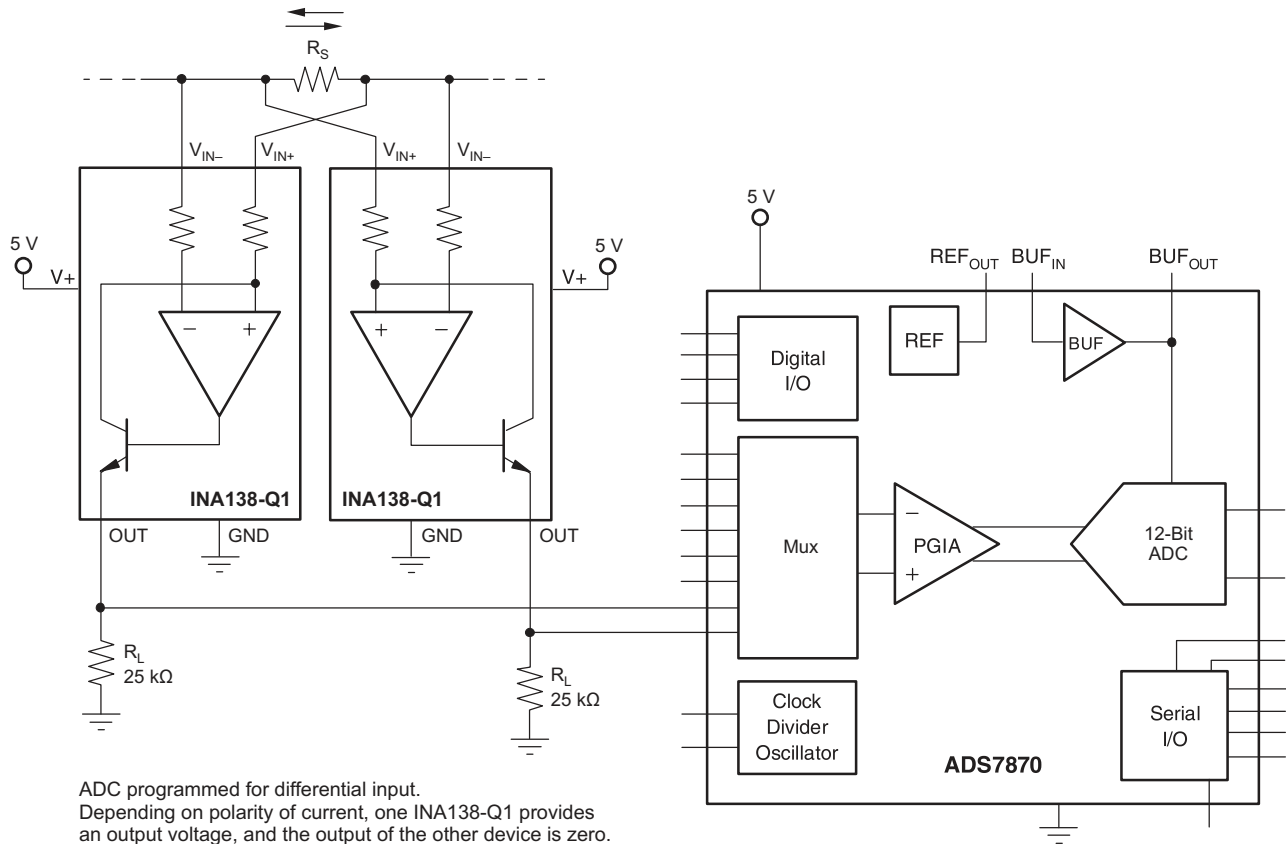 R_S
V_IN–
V_IN+
V_IN+
V_IN–
5 V
V+
5 V
V+
– +
+ –
INA138-Q1
INA138-Q1
OUT
GND
GND
OUT
R_L
25 kΩ
R_L
25 kΩ
5 V
REF_OUT
BUF_IN
BUF_OUT
REF
BUF
Digital
I/O
Mux
–
PGIA
+
12-Bit
ADC
Clock
Divider
Oscillator
Serial
I/O
ADS7870
ADC programmed for differential input.
Depending on polarity of current, one INA138-Q1 provides
an output voltage, and the output of the other device is zero.